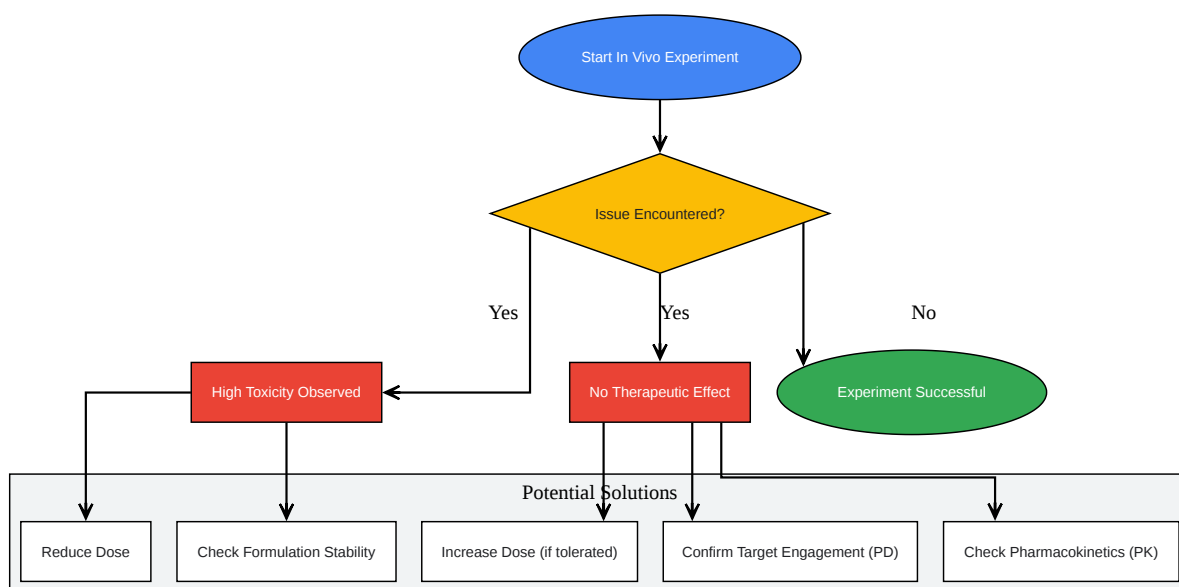 Start In Vivo Experiment
Issue Encountered?
Yes
Yes
No
High Toxicity Observed
No Therapeutic Effect
Experiment Successful
Potential Solutions
Reduce Dose
Check Formulation Stability
Increase Dose (if tolerated)
Confirm Target Engagement (PD)
Check Pharmacokinetics (PK)